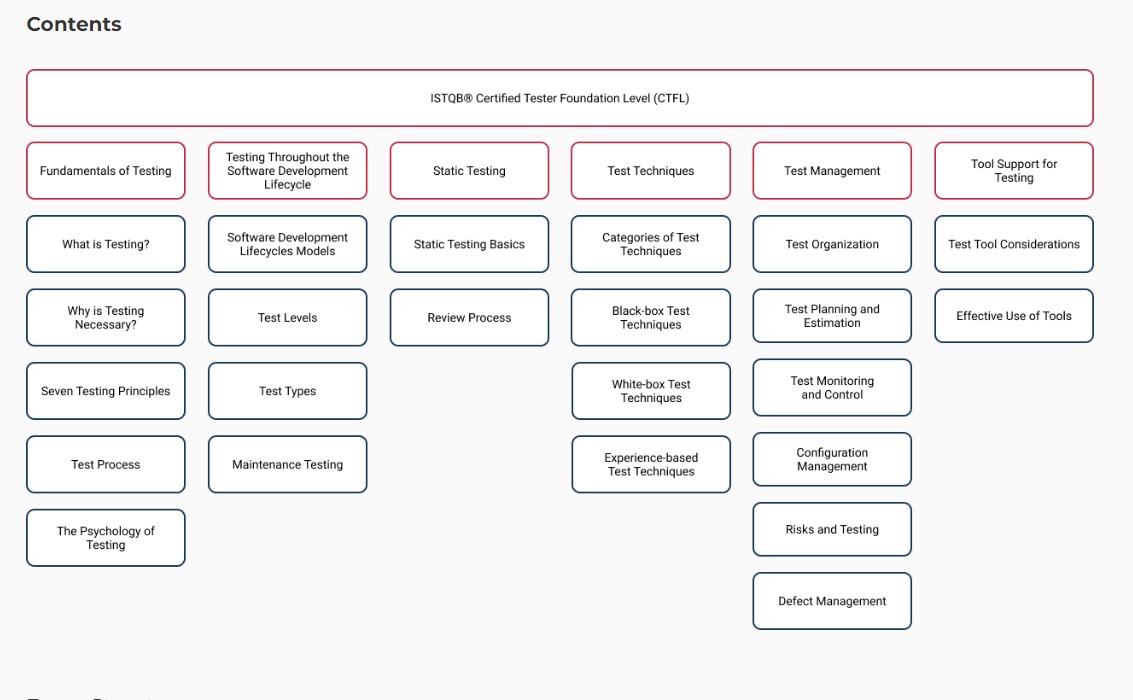 Contents
ISTQB® Certified Tester Foundation Level (CTFL)
Fundamentals of Testing
Testing Throughout the
Software Development
Lifecycle
Static Testing
Test Techniques
Test Management
Tool Support for
Testing
What is Testing?
Software Development
Lifecycles Models
Static Testing Basics
Categories of Test
Techniques
Test Organization
Test Tool Considerations
Why is Testing
Necessary?
Test Levels
Review Process
Black-box Test
Techniques
Test Planning and
Estimation
Effective Use of Tools
Seven Testing Principles
Test Types
White-box Test
Techniques
Test Monitoring
and Control
Test Process
Maintenance Testing
Experience-based
Test Techniques
Configuration
Management
The Psychology of
Testing
Risks and Testing
Defect Management